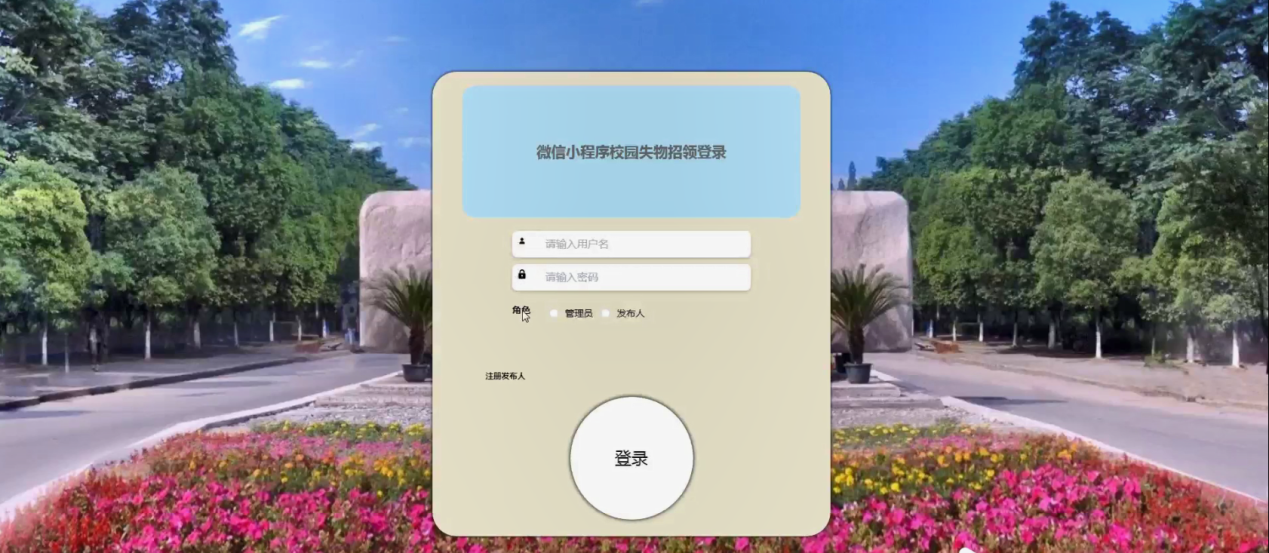 微信小程序校园失物招领登录
请输入用户名
请输入密码
角色 管理员 发布人
注册发布人
登录